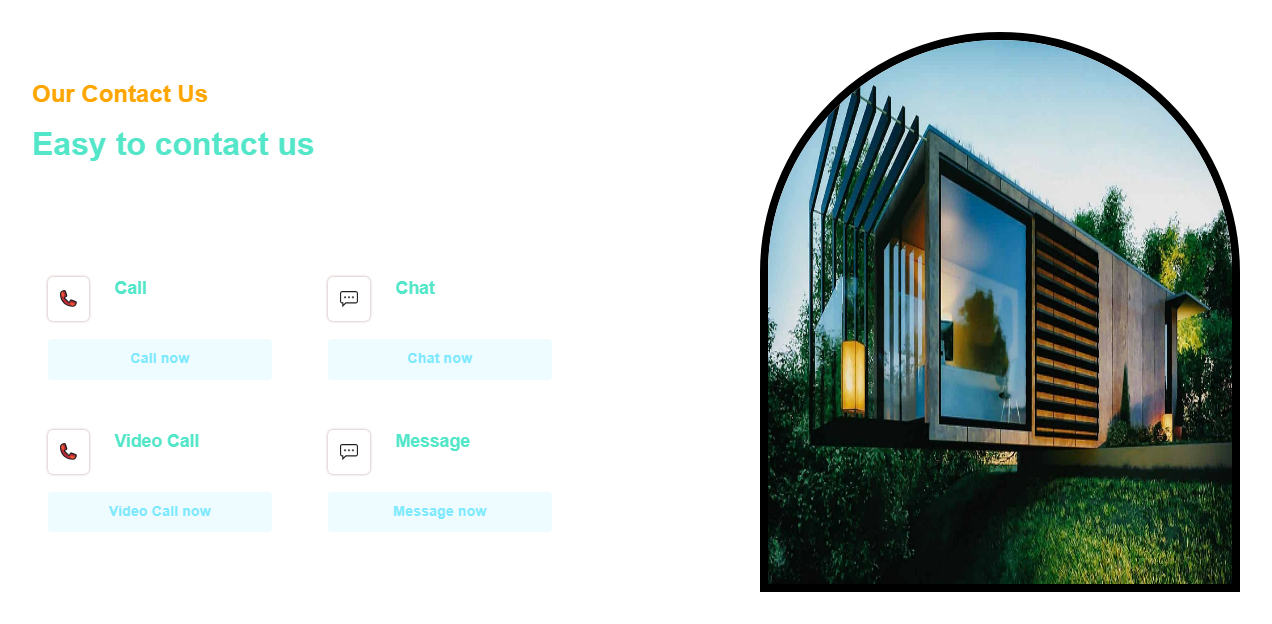 Our Contact Us
Easy to contact us
Call
Chat
Call now
Chat now
Video Call
Message
Video Call now
Message now